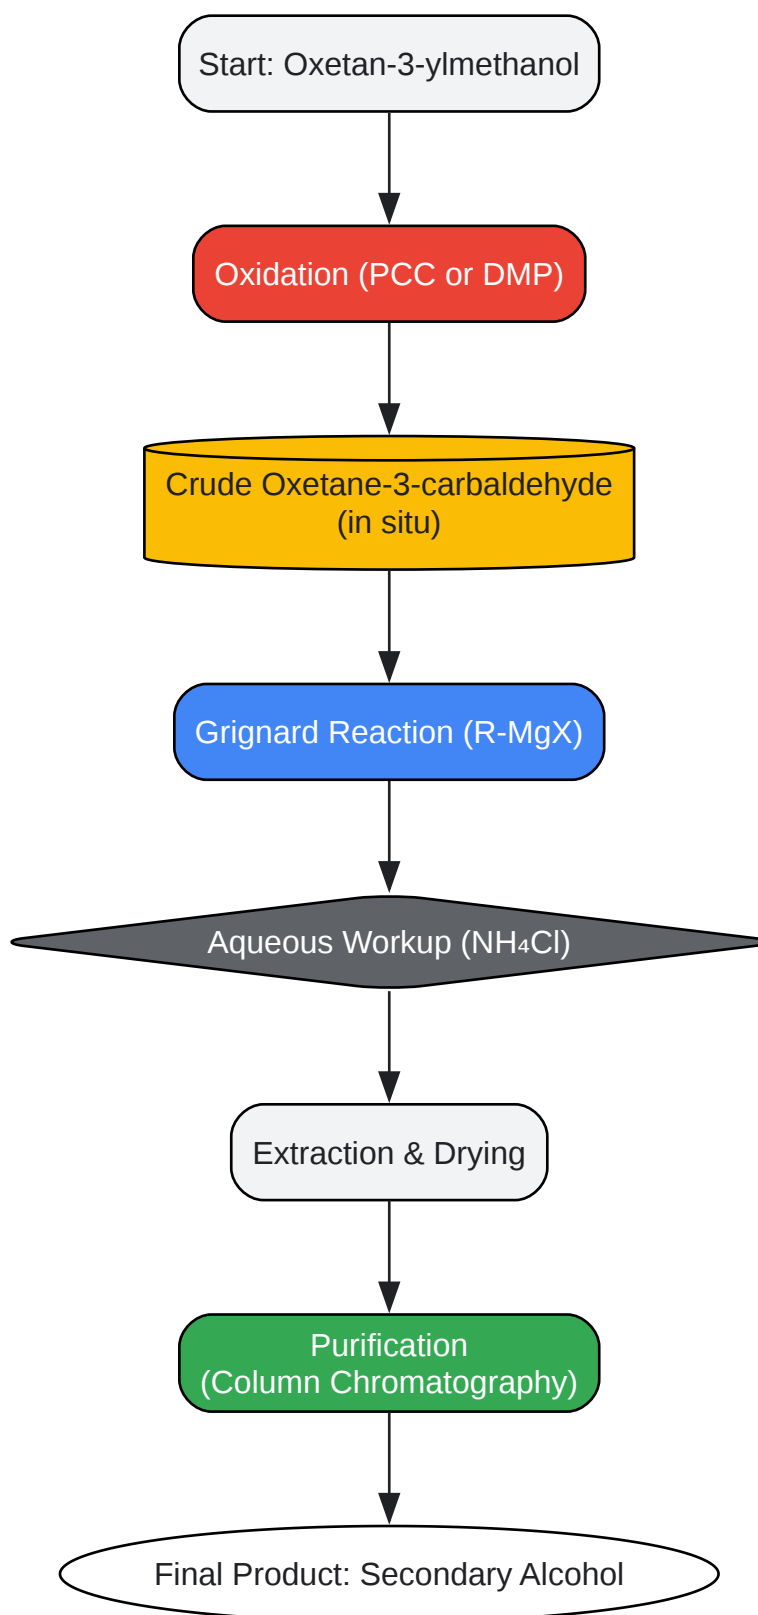 Start: Oxetan-3-ylmethanol
Oxidation (PCC or DMP)
Crude Oxetane-3-carbaldehyde
(in situ)
Grignard Reaction (R-MgX)
Aqueous Workup (NH₄Cl)
Extraction & Drying
Purification
(Column Chromatography)
Final Product: Secondary Alcohol